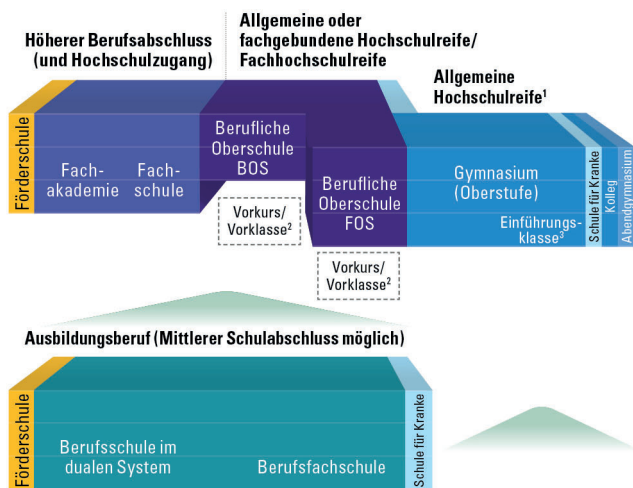 Höherer Berufsabschluss
(und Hochschulzugang)
Allgemeine oder
fachgebundene Hochschulreife/
Fachhochschulreife
Allgemeine
Hochschulreife¹
Förderschule
Fach-
akademie
Fach-
schule
Berufliche
Oberschule
BOS
Vorkurs/
Vorklasse²
Berufliche
Oberschule
FOS
Vorkurs/
Vorklasse²
Gymnasium
(Oberstufe)
Einführungs-
klasse³
Schule für Kranke
Kolleg
Abendgymnasium
Ausbildungsberuf (Mittlerer Schulabschluss möglich)
Förderschule
Berufsschule im
dualen System
Berufsfachschule
Schule für Kranke